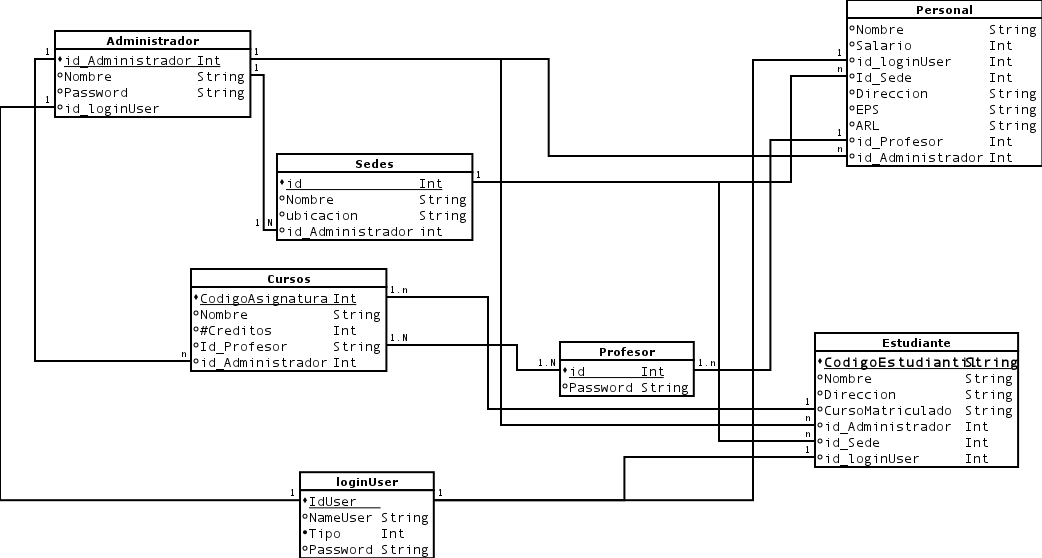 Administrador
id_Administrador Int
Nombre String
Password String
id_loginUser
1
1
1
1
Personal
Nombre String
Salario Int
id_loginUser Int
Id_Sede Int
Direccion String
EPS String
ARL String
id_Profesor Int
id_Administrador Int
1
n
1
n
Sedes
id Int
Nombre String
ubicacion String
id_Administrador int
1
1 N
Cursos
CodigoAsignatura Int
Nombre String
#Creditos Int
Id_Profesor String
id_Administrador Int
1.n
1.N
n
Profesor
id Int
Password String
1.N
1.n
Estudiante
CodigoEstudiantil String
Nombre String
Direccion String
CursoMatriculado String
id_Administrador Int
id_Sede Int
id_loginUser Int
1
n
n
1
loginUser
IdUser
NameUser String
Tipo Int
Password String
1
1